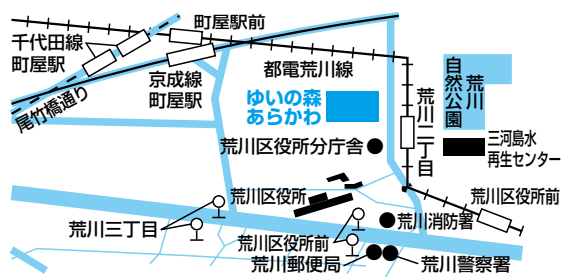 町屋駅前
千代田線
町屋駅
京成線
町屋駅
尾竹橋通り
都電荒川線
ゆいの森
あらかわ
荒川区役所分庁舎
荒川二丁目
荒川
自然公園
三河島水
再生センター
荒川区役所
荒川区役所前
荒川三丁目
荒川消防署
荒川区役所前
荒川郵便局
荒川警察署